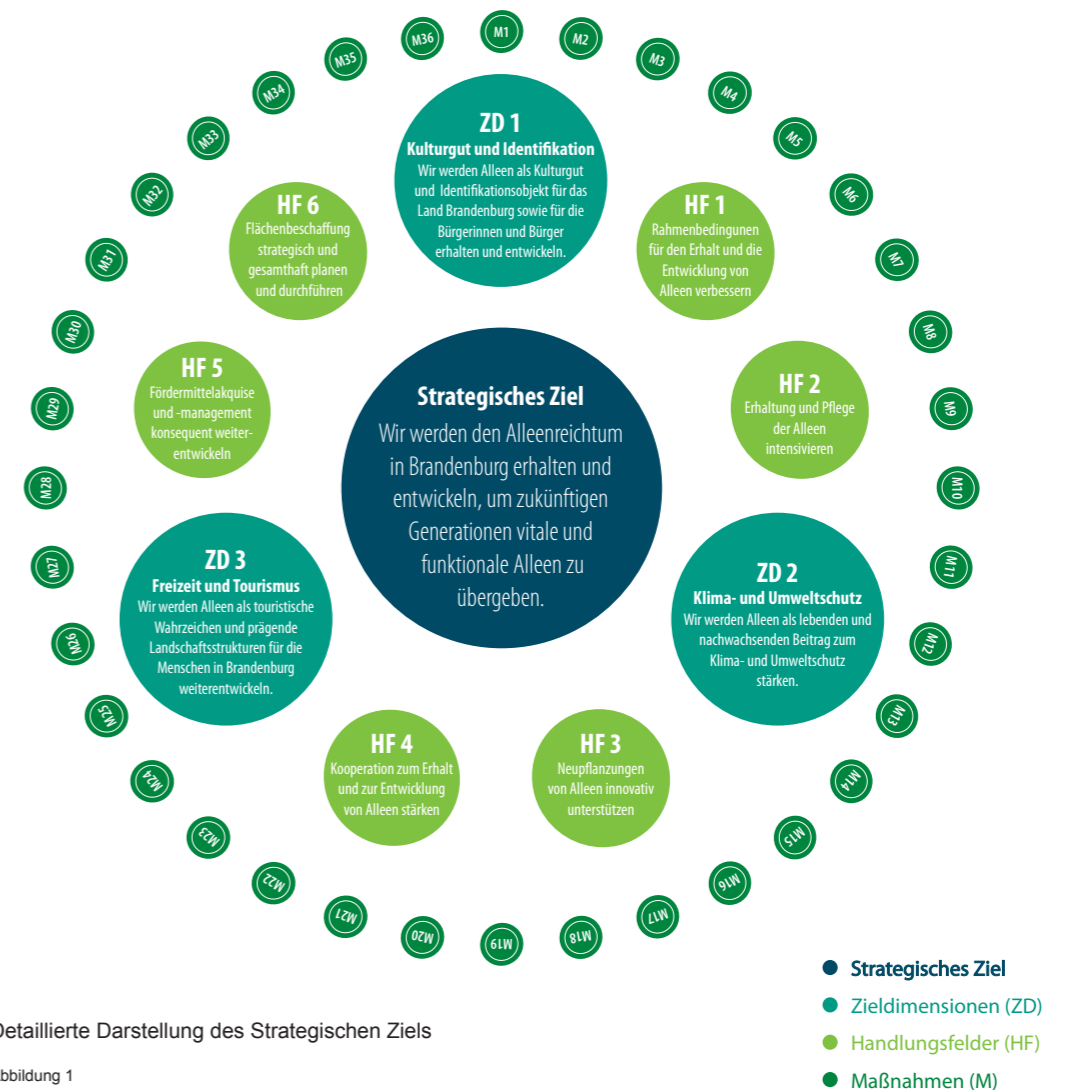 M1
M2
M3
M4
M5
M6
M7
M8
M9
M10
M11
M12
M13
M14
M15
M16
M17
M18
M19
M20
M21
M22
M23
M24
M25
M26
M27
M28
M29
M30
M31
M32
M33
M34
M35
M36
ZD 1
Kulturgut und Identifikation
Wir werden Alleen als Kulturgut
und Identifikationsobjekt für das
Land Brandenburg sowie für die
Bürgerinnen und Bürger
erhalten und entwickeln.
HF 1
Rahmenbedingunen
für den Erhalt und die
Entwicklung von
Alleen verbessern
HF 2
Erhaltung und Pflege
der Alleen
intensivieren
ZD 2
Klima- und Umweltschutz
Wir werden Alleen als lebenden und
nachwachsenden Beitrag zum
Klima- und Umweltschutz
stärken.
HF 3
Neupflanzungen
von Alleen innovativ
unterstützen
HF 4
Kooperation zum Erhalt
und zur Entwicklung
von Alleen stärken
ZD 3
Freizeit und Tourismus
Wir werden Alleen als touristische
Wahrzeichen und prägende
Landschaftsstrukturen für die
Menschen in Brandenburg
weiterentwickeln.
HF 5
Fördermittelakquise
und -management
konsequent weiter-
entwickeln
HF 6
Flächenbeschaffung
strategisch und
gesamthaft planen
und durchführen
Strategisches Ziel
Wir werden den Alleenreichtum
in Brandenburg erhalten und
entwickeln, um zukünftigen
Generationen vitale und
funktionale Alleen zu
übergeben.
Strategisches Ziel
Zieldimensionen (ZD)
Handlungsfelder (HF)
Maßnahmen (M)
Detaillierte Darstellung des Strategischen Ziels
bbildung 1